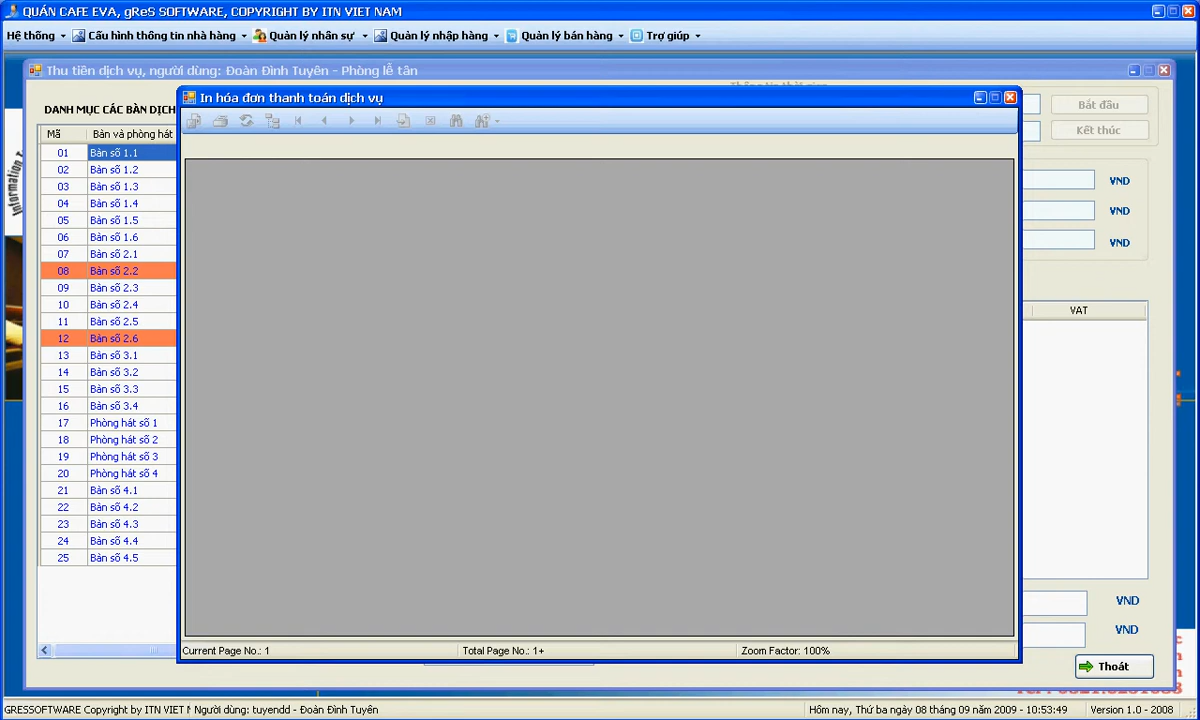 QUÁN CAFE EVA, gReS SOFTWARE, COPYRIGHT BY ITN VIET NAM
Hệ thống Cấu hình thông tin nhà hàng Quản lý nhân sự Quản lý nhập hàng Quản lý bán hàng Trợ giúp
Thu tiền dịch vụ, người dùng: Đoàn Đình Tuyên - Phòng lễ tân
In hóa đơn thanh toán dịch vụ
DANH MỤC CÁC BÀN DỊCH
Bắt đầu
Kết thúc
Mã Bàn và phòng hát
01 Bàn số 1.1
02 Bàn số 1.2
03 Bàn số 1.3
04 Bàn số 1.4
05 Bàn số 1.5
06 Bàn số 1.6
07 Bàn số 2.1
08 Bàn số 2.2
09 Bàn số 2.3
10 Bàn số 2.4
11 Bàn số 2.5
12 Bàn số 2.6
13 Bàn số 3.1
14 Bàn số 3.2
15 Bàn số 3.3
16 Bàn số 3.4
17 Phòng hát số 1
18 Phòng hát số 2
19 Phòng hát số 3
20 Phòng hát số 4
21 Bàn số 4.1
22 Bàn số 4.2
23 Bàn số 4.3
24 Bàn số 4.4
25 Bàn số 4.5
Information
VND
VND
VND
VAT
VND
VND
Current Page No.: 1 Total Page No.: 1+ Zoom Factor: 100%
Thoát
GRESSOFTWARE Copyright by ITN VIET Người dùng: tuyendd - Đoàn Đình Tuyên Hôm nay, Thứ ba ngày 08 tháng 09 năm 2009 - 10:53:49 Version 1.0 - 2008